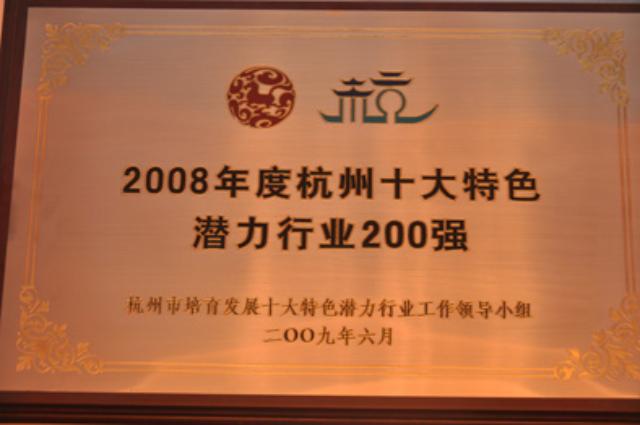 2008年度杭州十大特色
潜力行业200强
杭州市培育发展十大特色潜力行业工作领导小组
二〇〇九年六月